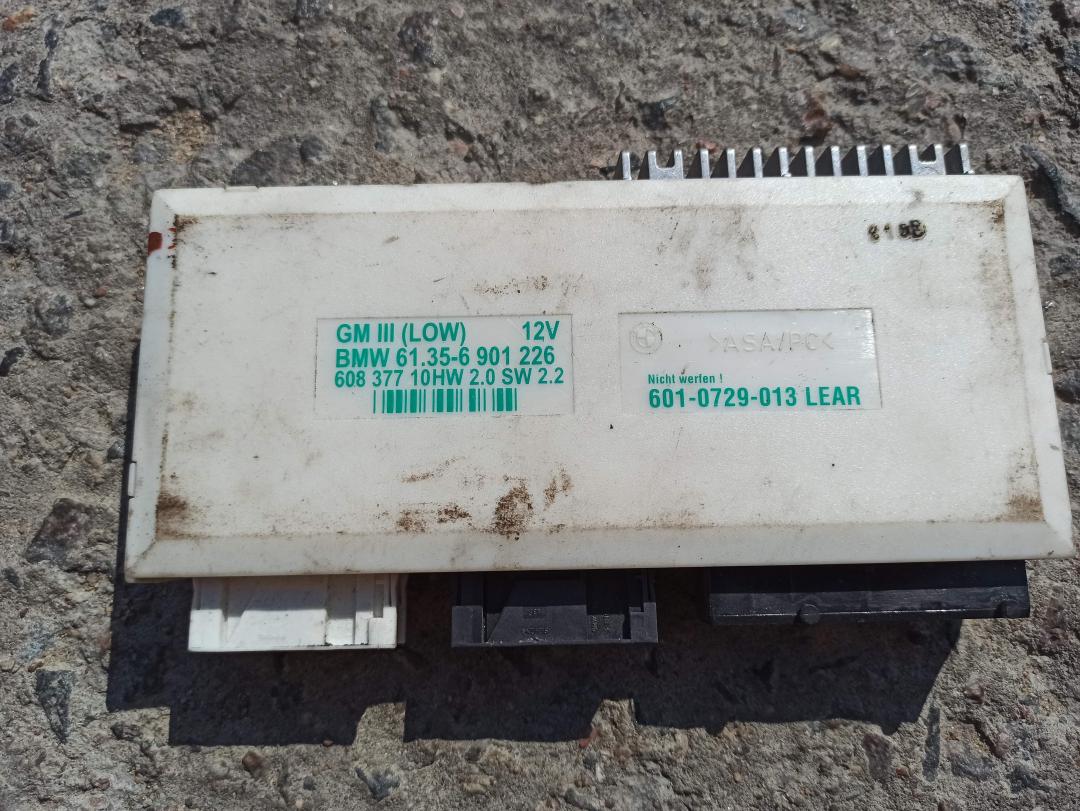 GM III (LOW) 12V
BMW 61.35-6 901 226
608 377 10HW 2.0 SW 2.2
>ASA/PC<
Nicht werfen !
601-0729-013 LEAR